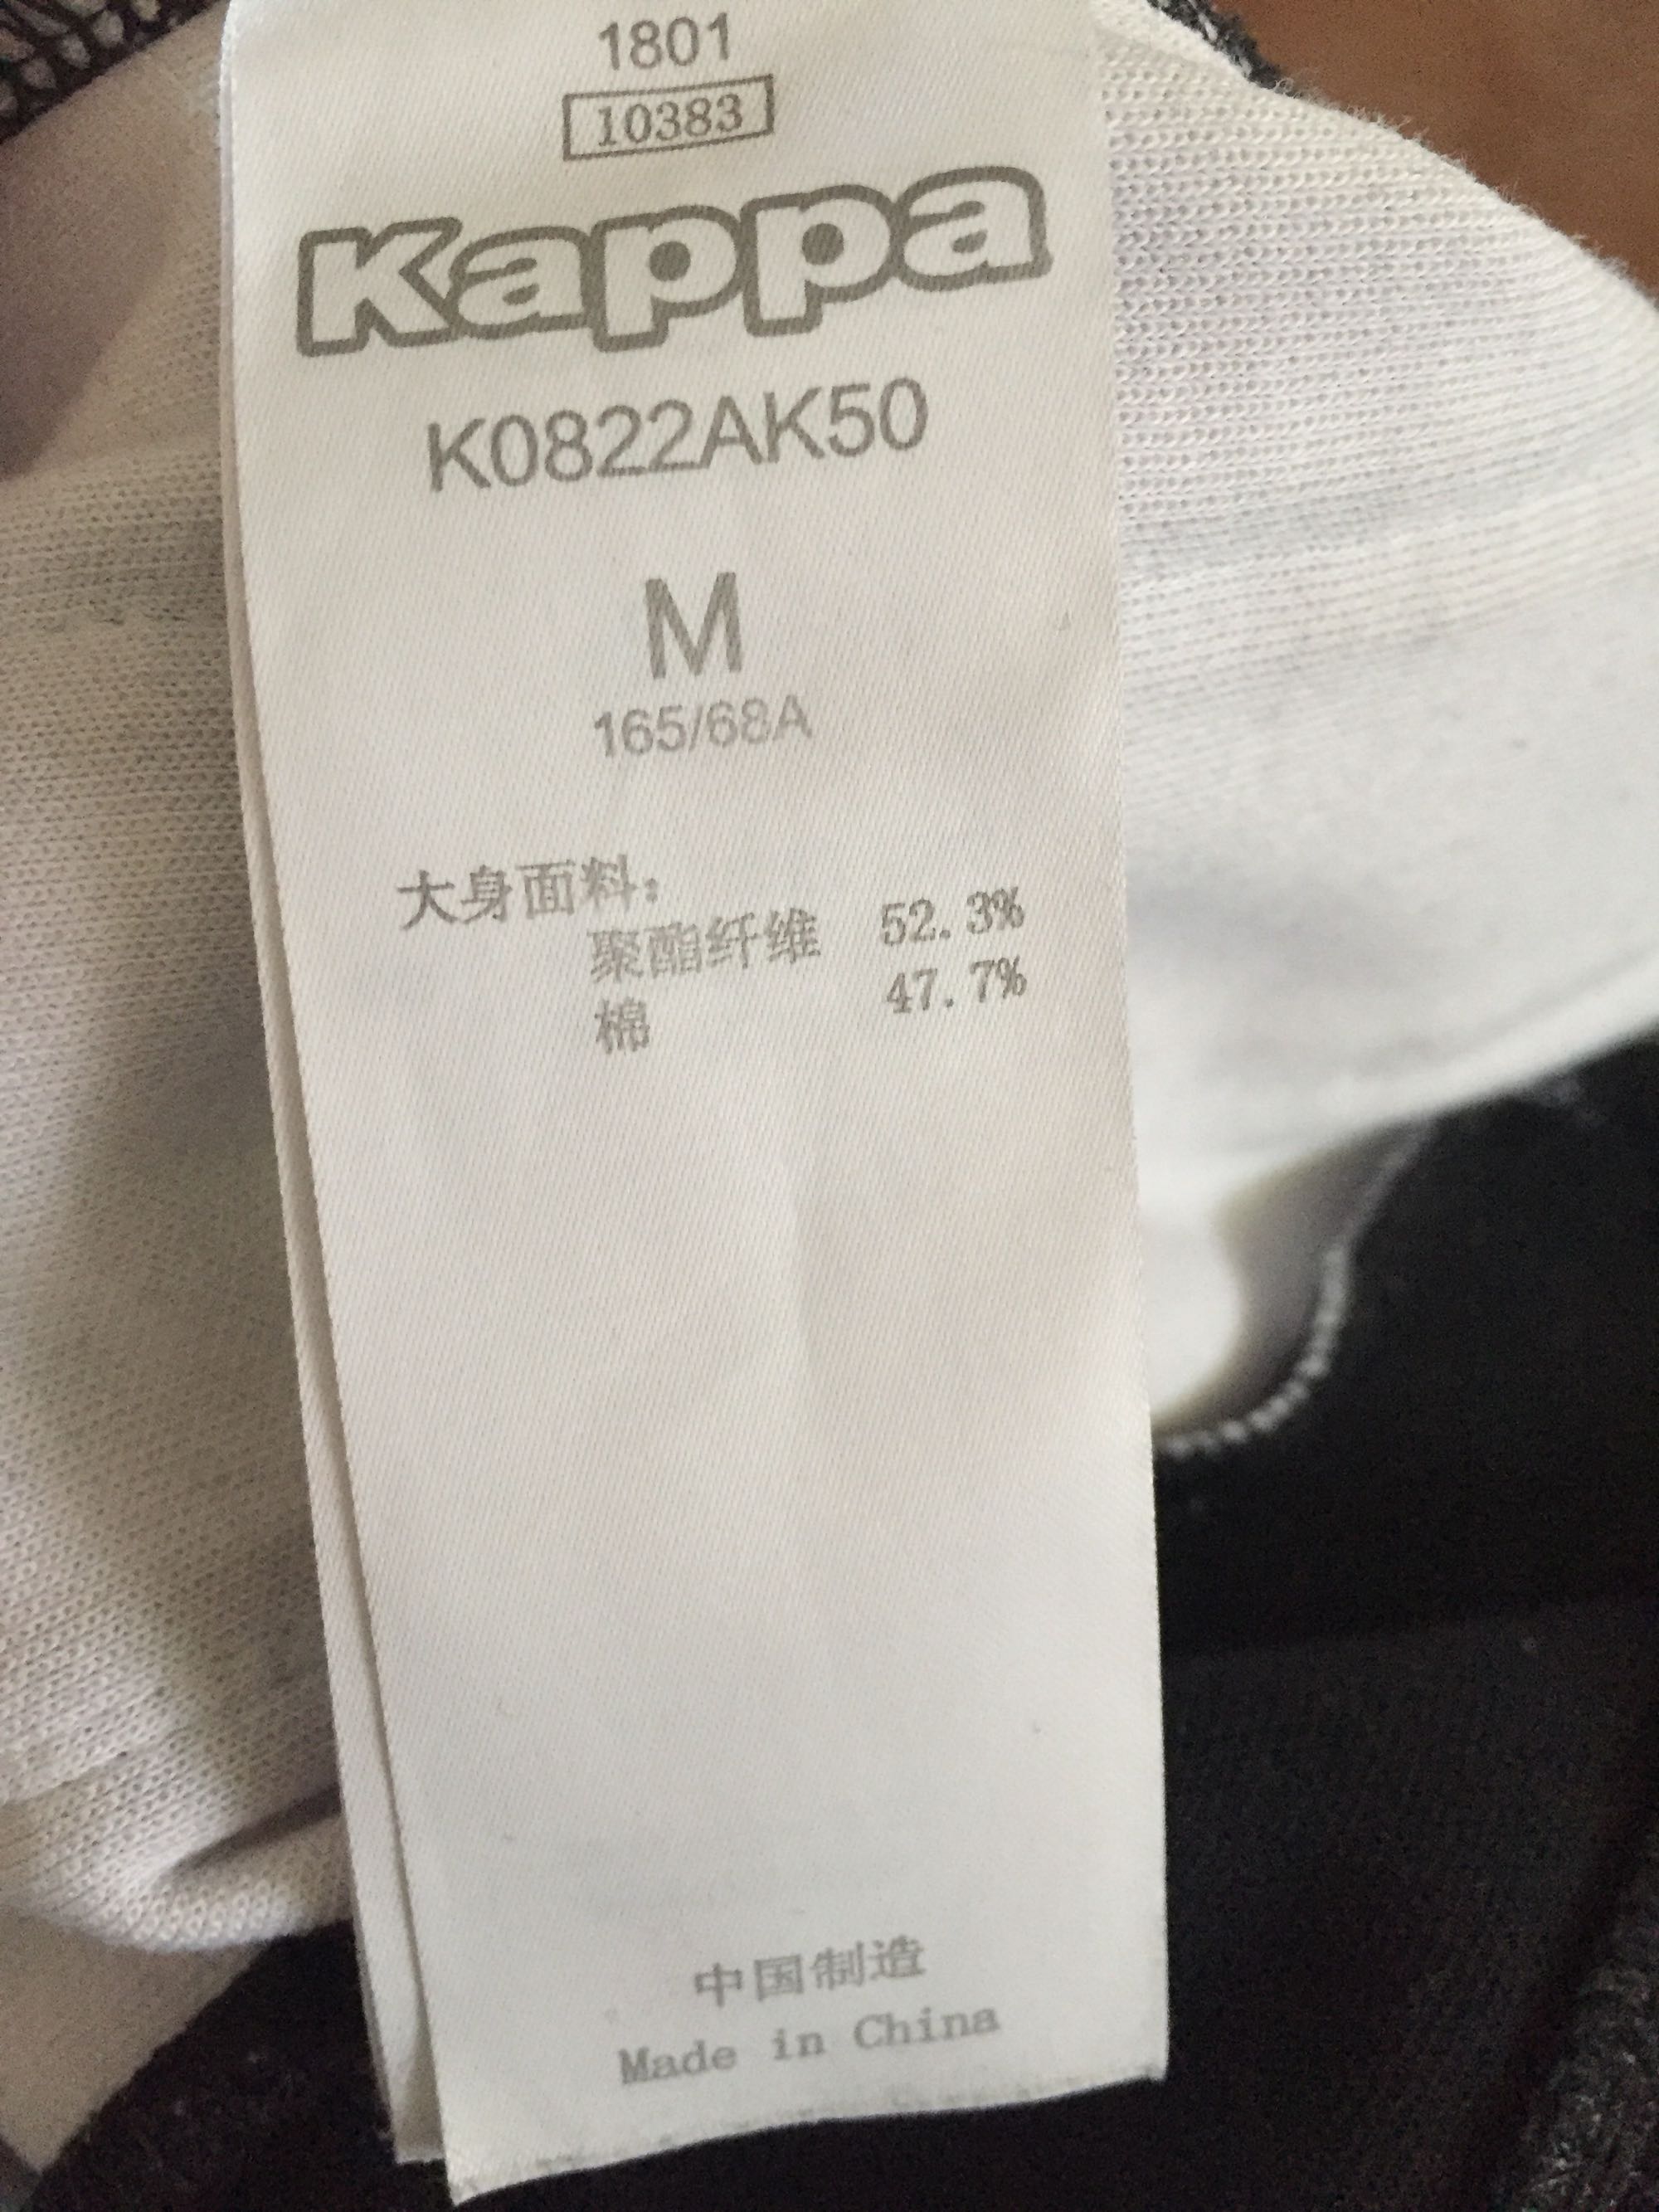 1801
10383
Kappa
K0822AK50
M
165/68A
大身面料：
聚酯纤维 52.3%
棉 47.7%
中国制造
Made in China